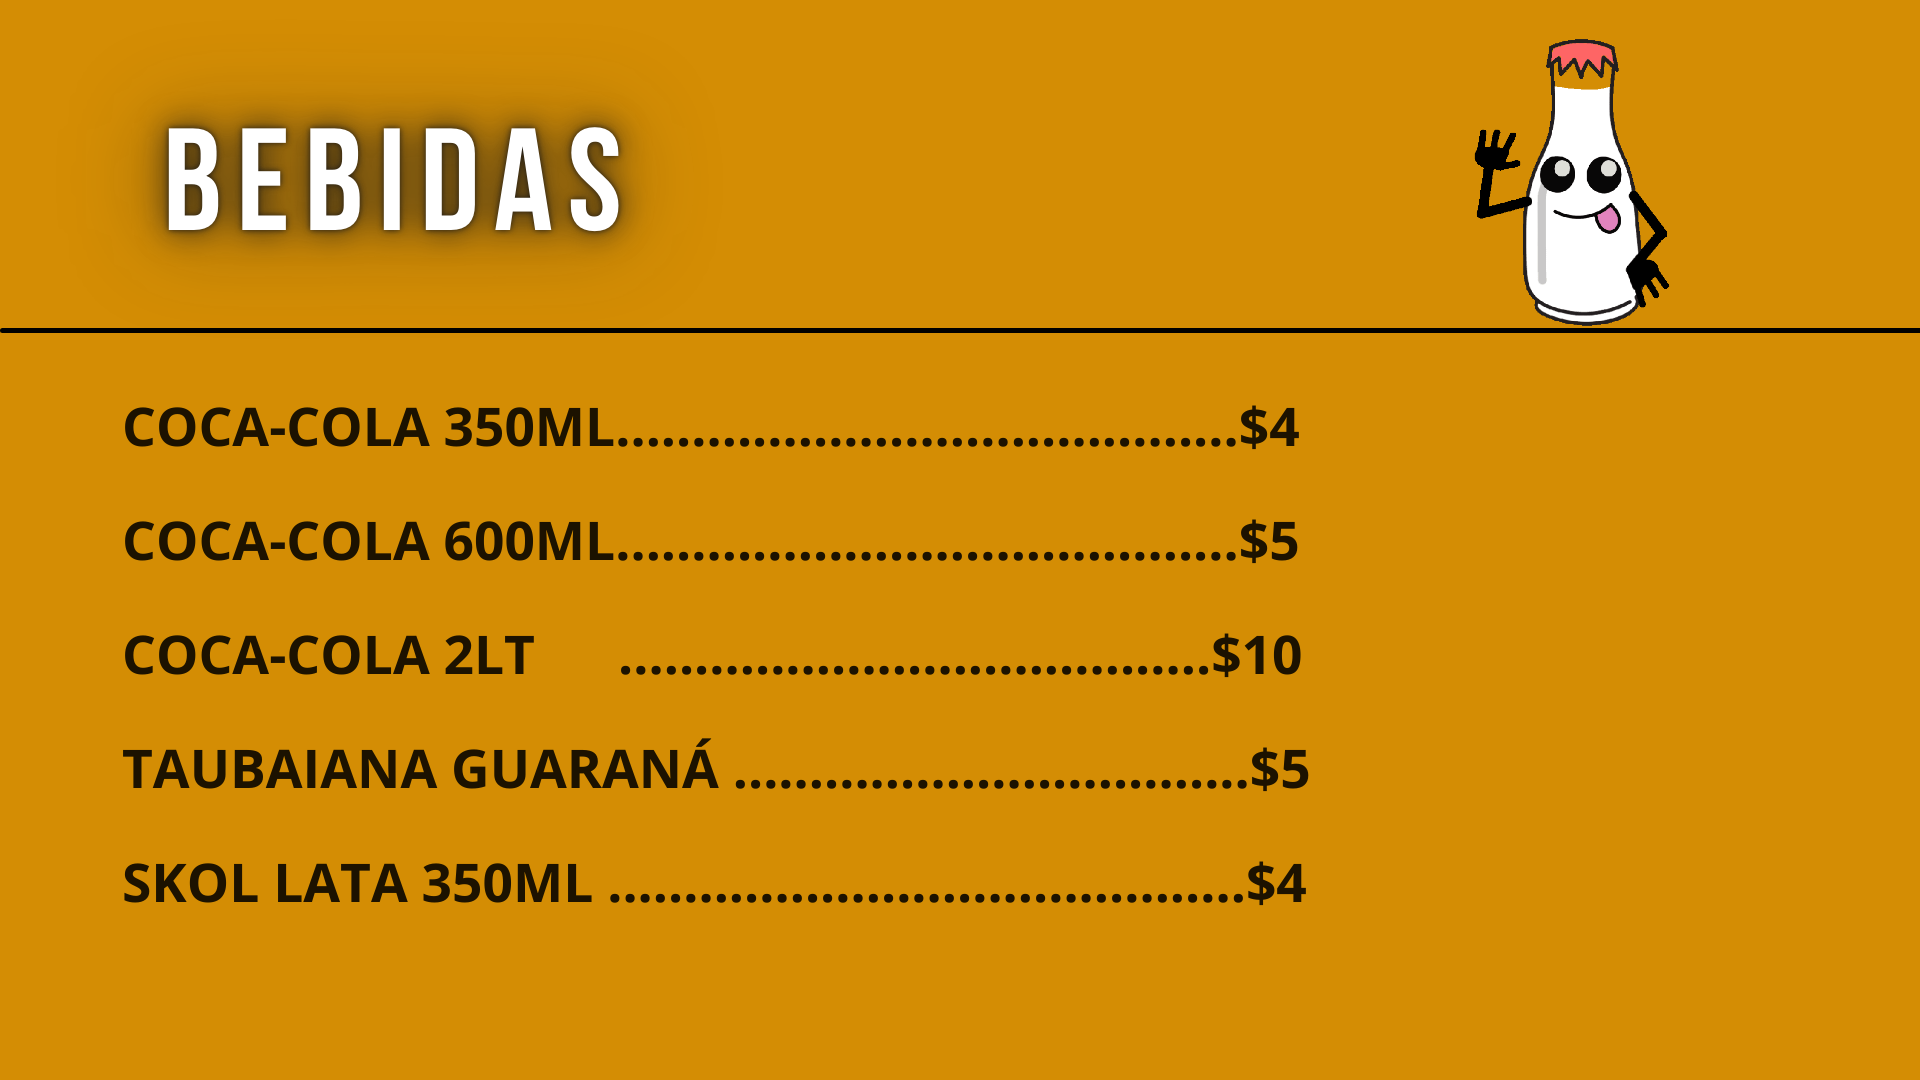 BEBIDAS
COCA-COLA 350ML.........................................$4
COCA-COLA 600ML.........................................$5
COCA-COLA 2LT .......................................$10
TAUBAIANA GUARANÁ ..................................$5
SKOL LATA 350ML ..........................................$4